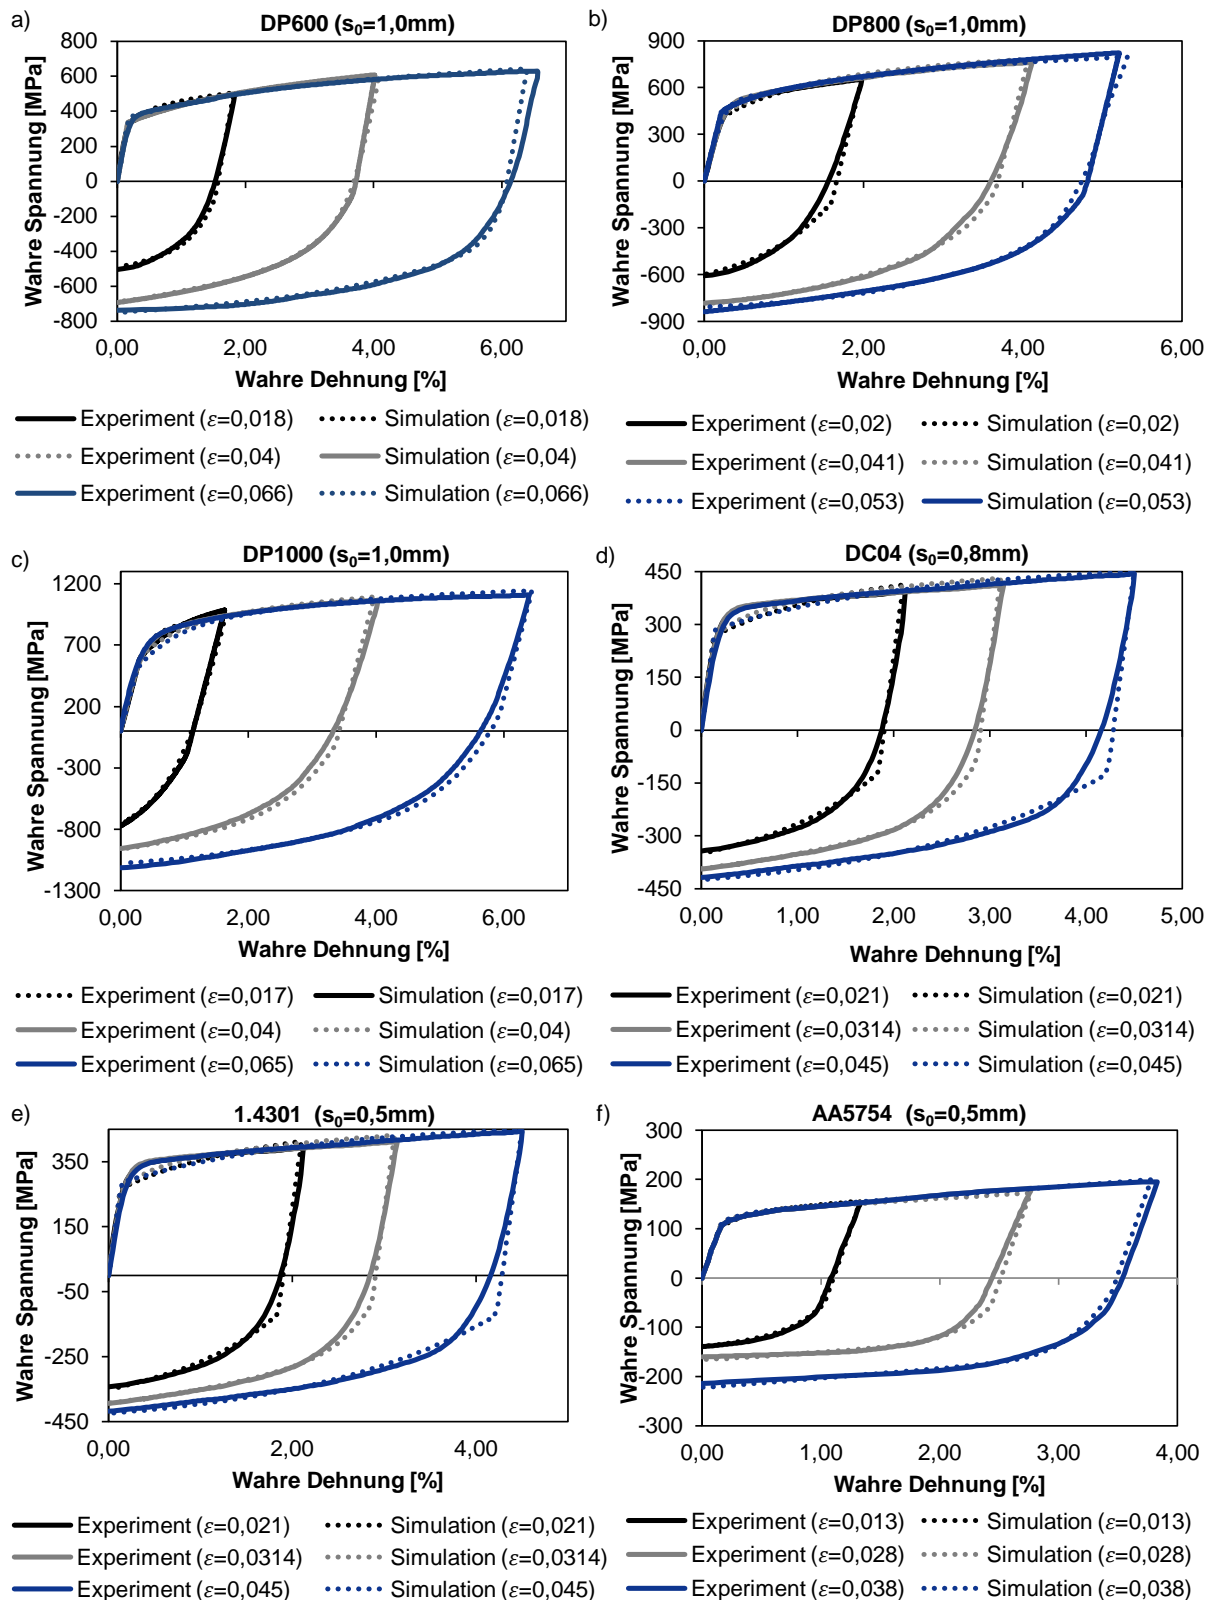 a)
DP600 (s₀=1,0mm)
800
600
400
200
0
-200
-400
-600
-800
0,00 2,00 4,00 6,00
Wahre Spannung [MPa]
Wahre Dehnung [%]
Experiment (ε=0,018) Simulation (ε=0,018)
Experiment (ε=0,04) Simulation (ε=0,04)
Experiment (ε=0,066) Simulation (ε=0,066)
b)
DP800 (s₀=1,0mm)
900
600
300
0
-300
-600
-900
0,00 2,00 4,00 6,00
Wahre Spannung [MPa]
Wahre Dehnung [%]
Experiment (ε=0,02) Simulation (ε=0,02)
Experiment (ε=0,041) Simulation (ε=0,041)
Experiment (ε=0,053) Simulation (ε=0,053)
c)
DP1000 (s₀=1,0mm)
1200
700
200
-300
-800
-1300
0,00 2,00 4,00 6,00
Wahre Spannung [MPa]
Wahre Dehnung [%]
Experiment (ε=0,017) Simulation (ε=0,017)
Experiment (ε=0,04) Simulation (ε=0,04)
Experiment (ε=0,065) Simulation (ε=0,065)
d)
DC04 (s₀=0,8mm)
450
300
150
0
-150
-300
-450
0,00 1,00 2,00 3,00 4,00 5,00
Wahre Spannung [MPa]
Wahre Dehnung [%]
Experiment (ε=0,021) Simulation (ε=0,021)
Experiment (ε=0,0314) Simulation (ε=0,0314)
Experiment (ε=0,045) Simulation (ε=0,045)
e)
1.4301 (s₀=0,5mm)
350
150
-50
-250
-450
0,00 2,00 4,00
Wahre Spannung [MPa]
Wahre Dehnung [%]
Experiment (ε=0,021) Simulation (ε=0,021)
Experiment (ε=0,0314) Simulation (ε=0,0314)
Experiment (ε=0,045) Simulation (ε=0,045)
f)
AA5754 (s₀=0,5mm)
300
200
100
0
-100
-200
-300
0,00 1,00 2,00 3,00 4,00
Wahre Spannung [MPa]
Wahre Dehnung [%]
Experiment (ε=0,013) Simulation (ε=0,013)
Experiment (ε=0,028) Simulation (ε=0,028)
Experiment (ε=0,038) Simulation (ε=0,038)